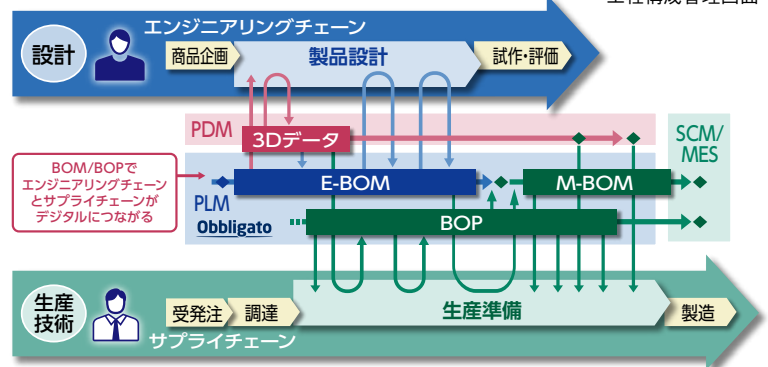 工程構成管理画面
エンジニアリングチェーン
設計
商品企画
製品設計
試作・評価
PDM
3Dデータ
SCM/
MES
BOM/BOPで
エンジニアリングチェーン
とサプライチェーンが
デジタルにつながる
E-BOM
M-BOM
PLM
Obbligato
BOP
生産
技術
受発注
調達
生産準備
製造
サプライチェーン